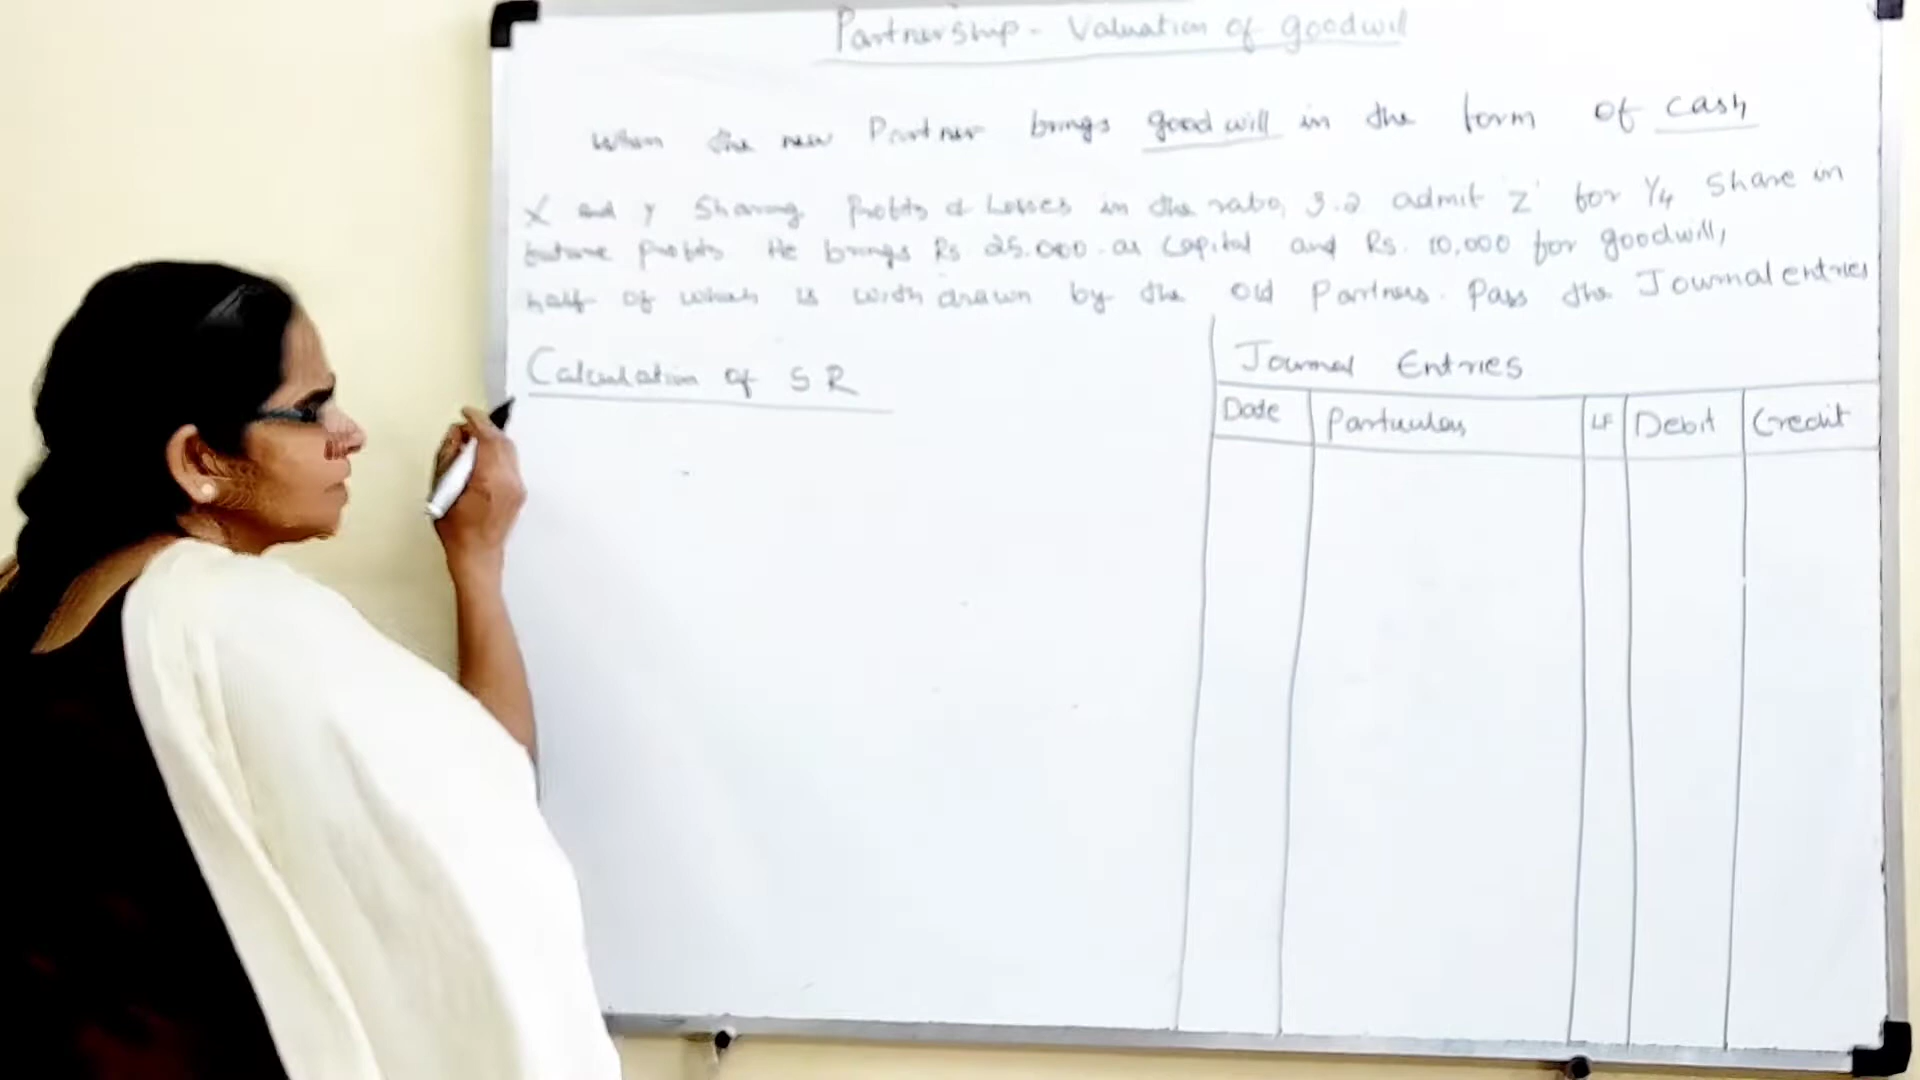 Partnership - Valuation of goodwill
When the new Partner brings goodwill in the form of cash
X and Y Sharing Profits & Losses in the ratio, 3:2 admit 'Z' for 1/4 Share in
future profits. He brings Rs 25.000 as Capital and Rs. 10,000 for goodwill,
half of which is withdrawn by the Old Partners. Pass the Journal entries
Calculation of SR
Journal Entries
Date Particulars LF Debit Credit